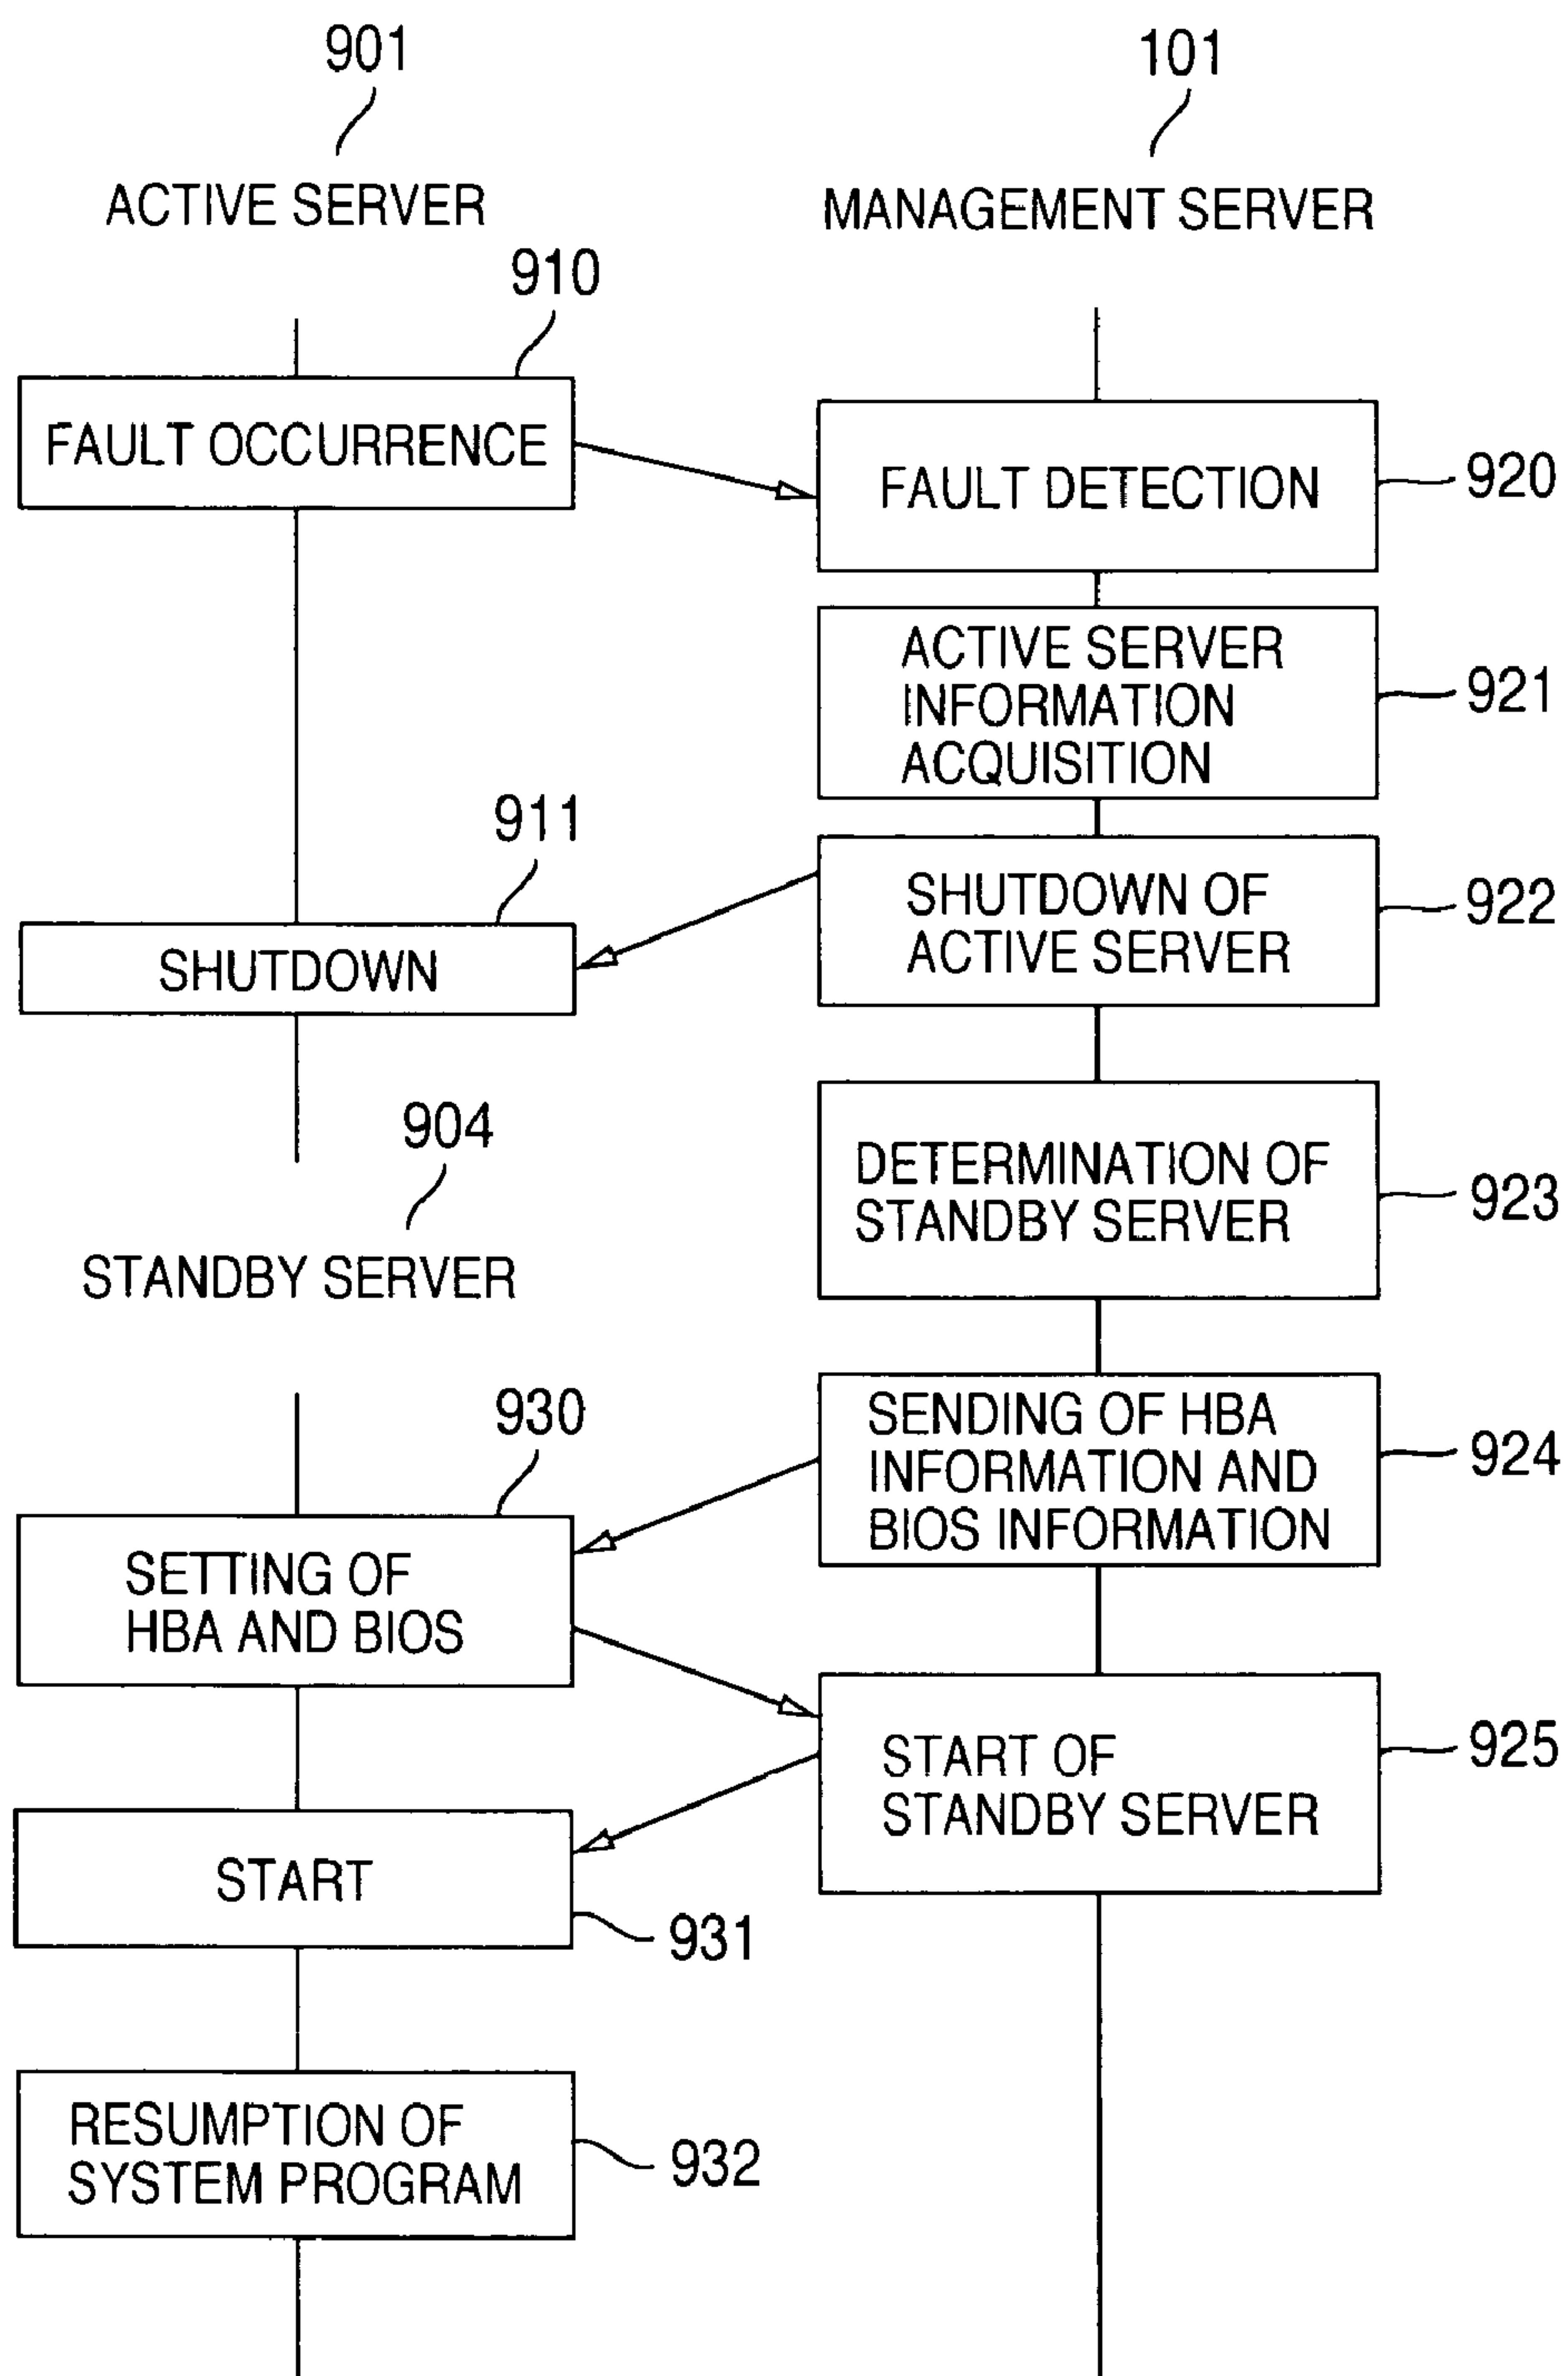 901
101
ACTIVE SERVER
MANAGEMENT SERVER
910
FAULT OCCURRENCE
FAULT DETECTION
920
ACTIVE SERVER
INFORMATION
ACQUISITION
921
911
SHUTDOWN OF
ACTIVE SERVER
922
SHUTDOWN
904
DETERMINATION OF
STANDBY SERVER
923
STANDBY SERVER
930
SENDING OF HBA
INFORMATION AND
BIOS INFORMATION
924
SETTING OF
HBA AND BIOS
START OF
STANDBY SERVER
925
START
931
RESUMPTION OF
SYSTEM PROGRAM
932